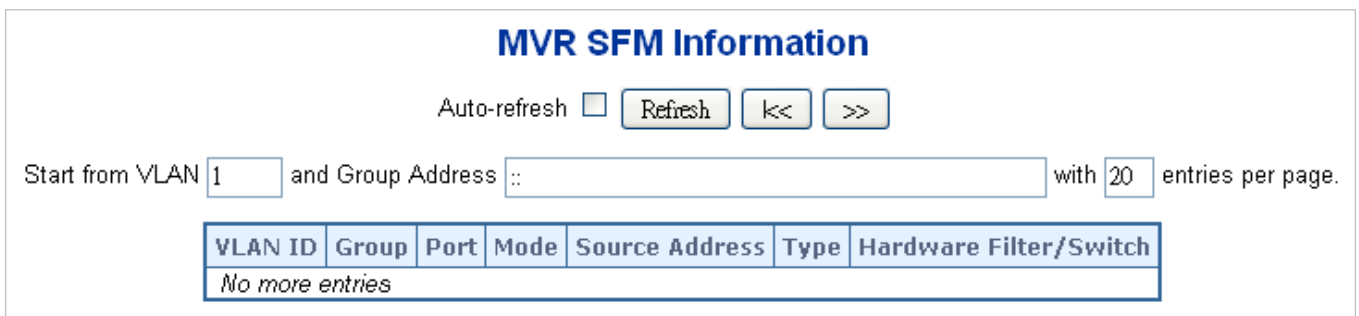 MVR SFM Information
Auto-refresh Refresh |<< >>
Start from VLAN 1 and Group Address :: with 20 entries per page.
VLAN ID Group Port Mode Source Address Type Hardware Filter/Switch
No more entries